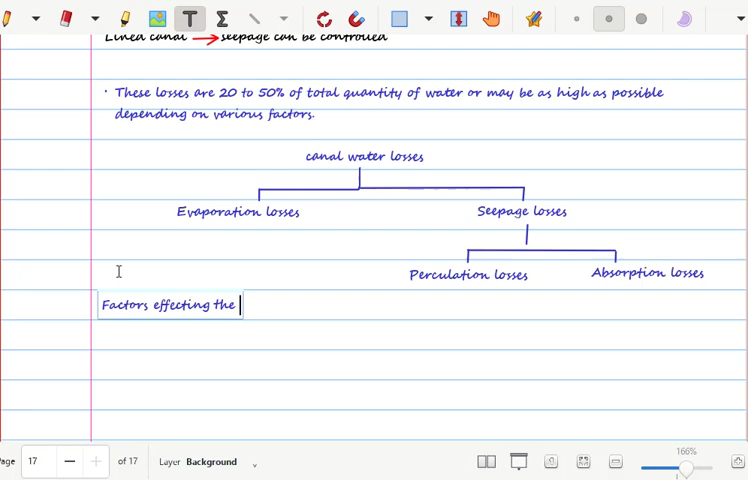 Lined canal → seepage can be controlled
· These losses are 20 to 50% of total quantity of water or may be as high as possible
depending on various factors.
canal water losses
Evaporation losses Seepage losses
Perculation losses Absorption losses
Factors effecting the
Page 17 of 17 Layer Background 166%